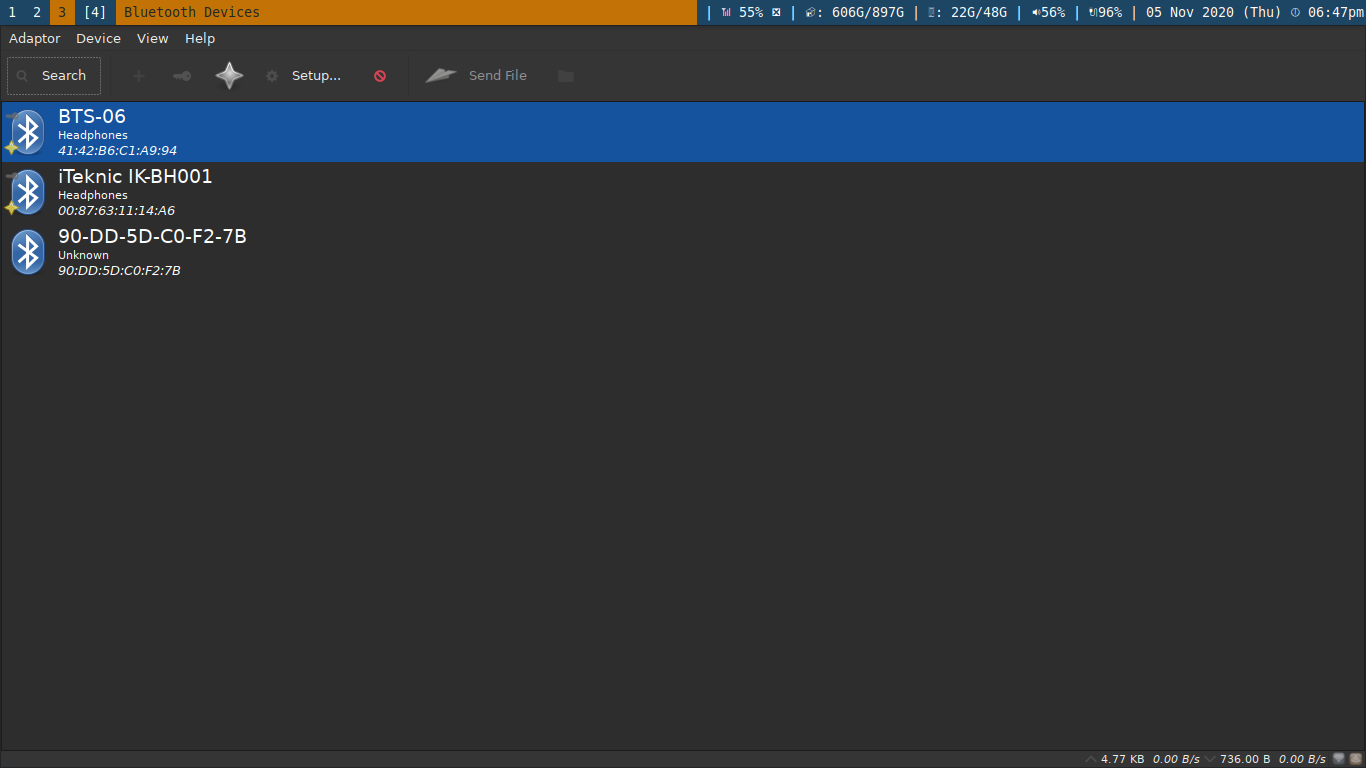 1 2 3 [4] Bluetooth Devices | 55% | : 606G/897G | : 22G/48G | 56% | 96% | 05 Nov 2020 (Thu) 06:47pm
Adaptor Device View Help
Search Setup... Send File
BTS-06
Headphones
41:42:B6:C1:A9:94
iTeknic IK-BH001
Headphones
00:87:63:11:14:A6
90-DD-5D-C0-F2-7B
Unknown
90:DD:5D:C0:F2:7B
4.77 KB 0.00 B/s 736.00 B 0.00 B/s